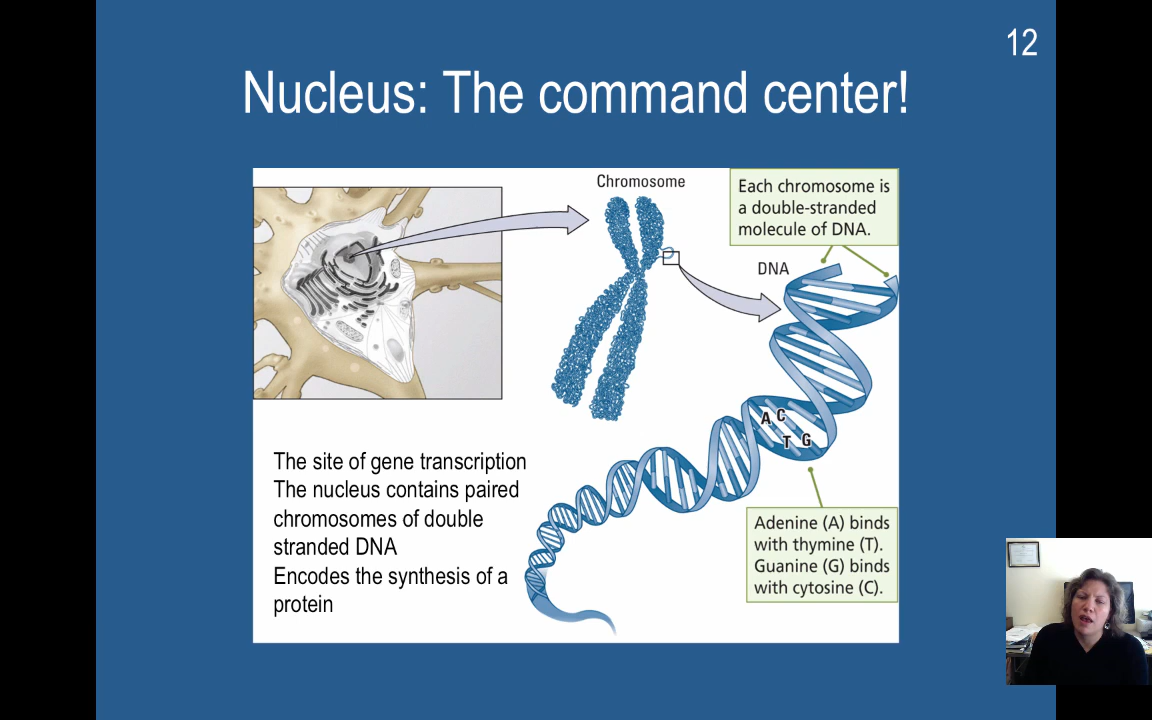 12
Nucleus: The command center!
Chromosome
Each chromosome is
a double-stranded
molecule of DNA.
DNA
A C
T G
The site of gene transcription
The nucleus contains paired
chromosomes of double
stranded DNA
Encodes the synthesis of a
protein
Adenine (A) binds
with thymine (T).
Guanine (G) binds
with cytosine (C).